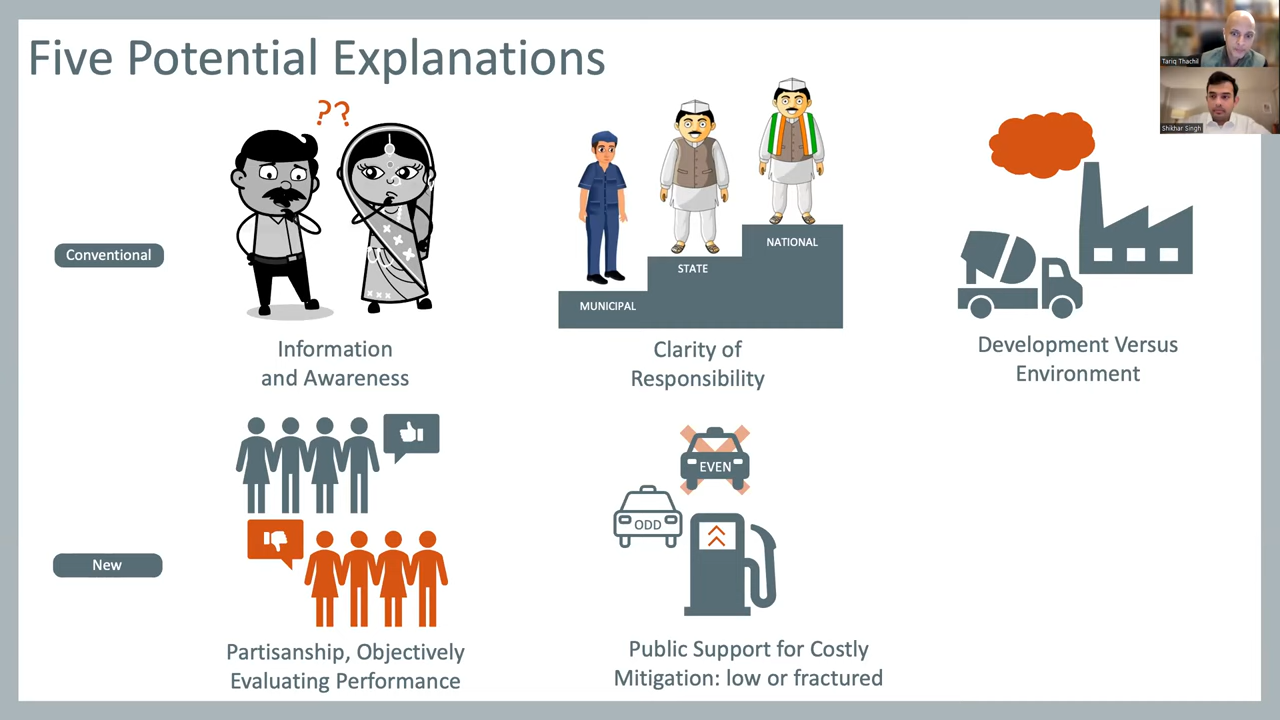 Five Potential Explanations
Tariq Thachil
Shikhar Singh
??
Conventional
MUNICIPAL
STATE
NATIONAL
Information
and Awareness
Clarity of
Responsibility
Development Versus
Environment
New
EVEN
ODD
Partisanship, Objectively
Evaluating Performance
Public Support for Costly
Mitigation: low or fractured